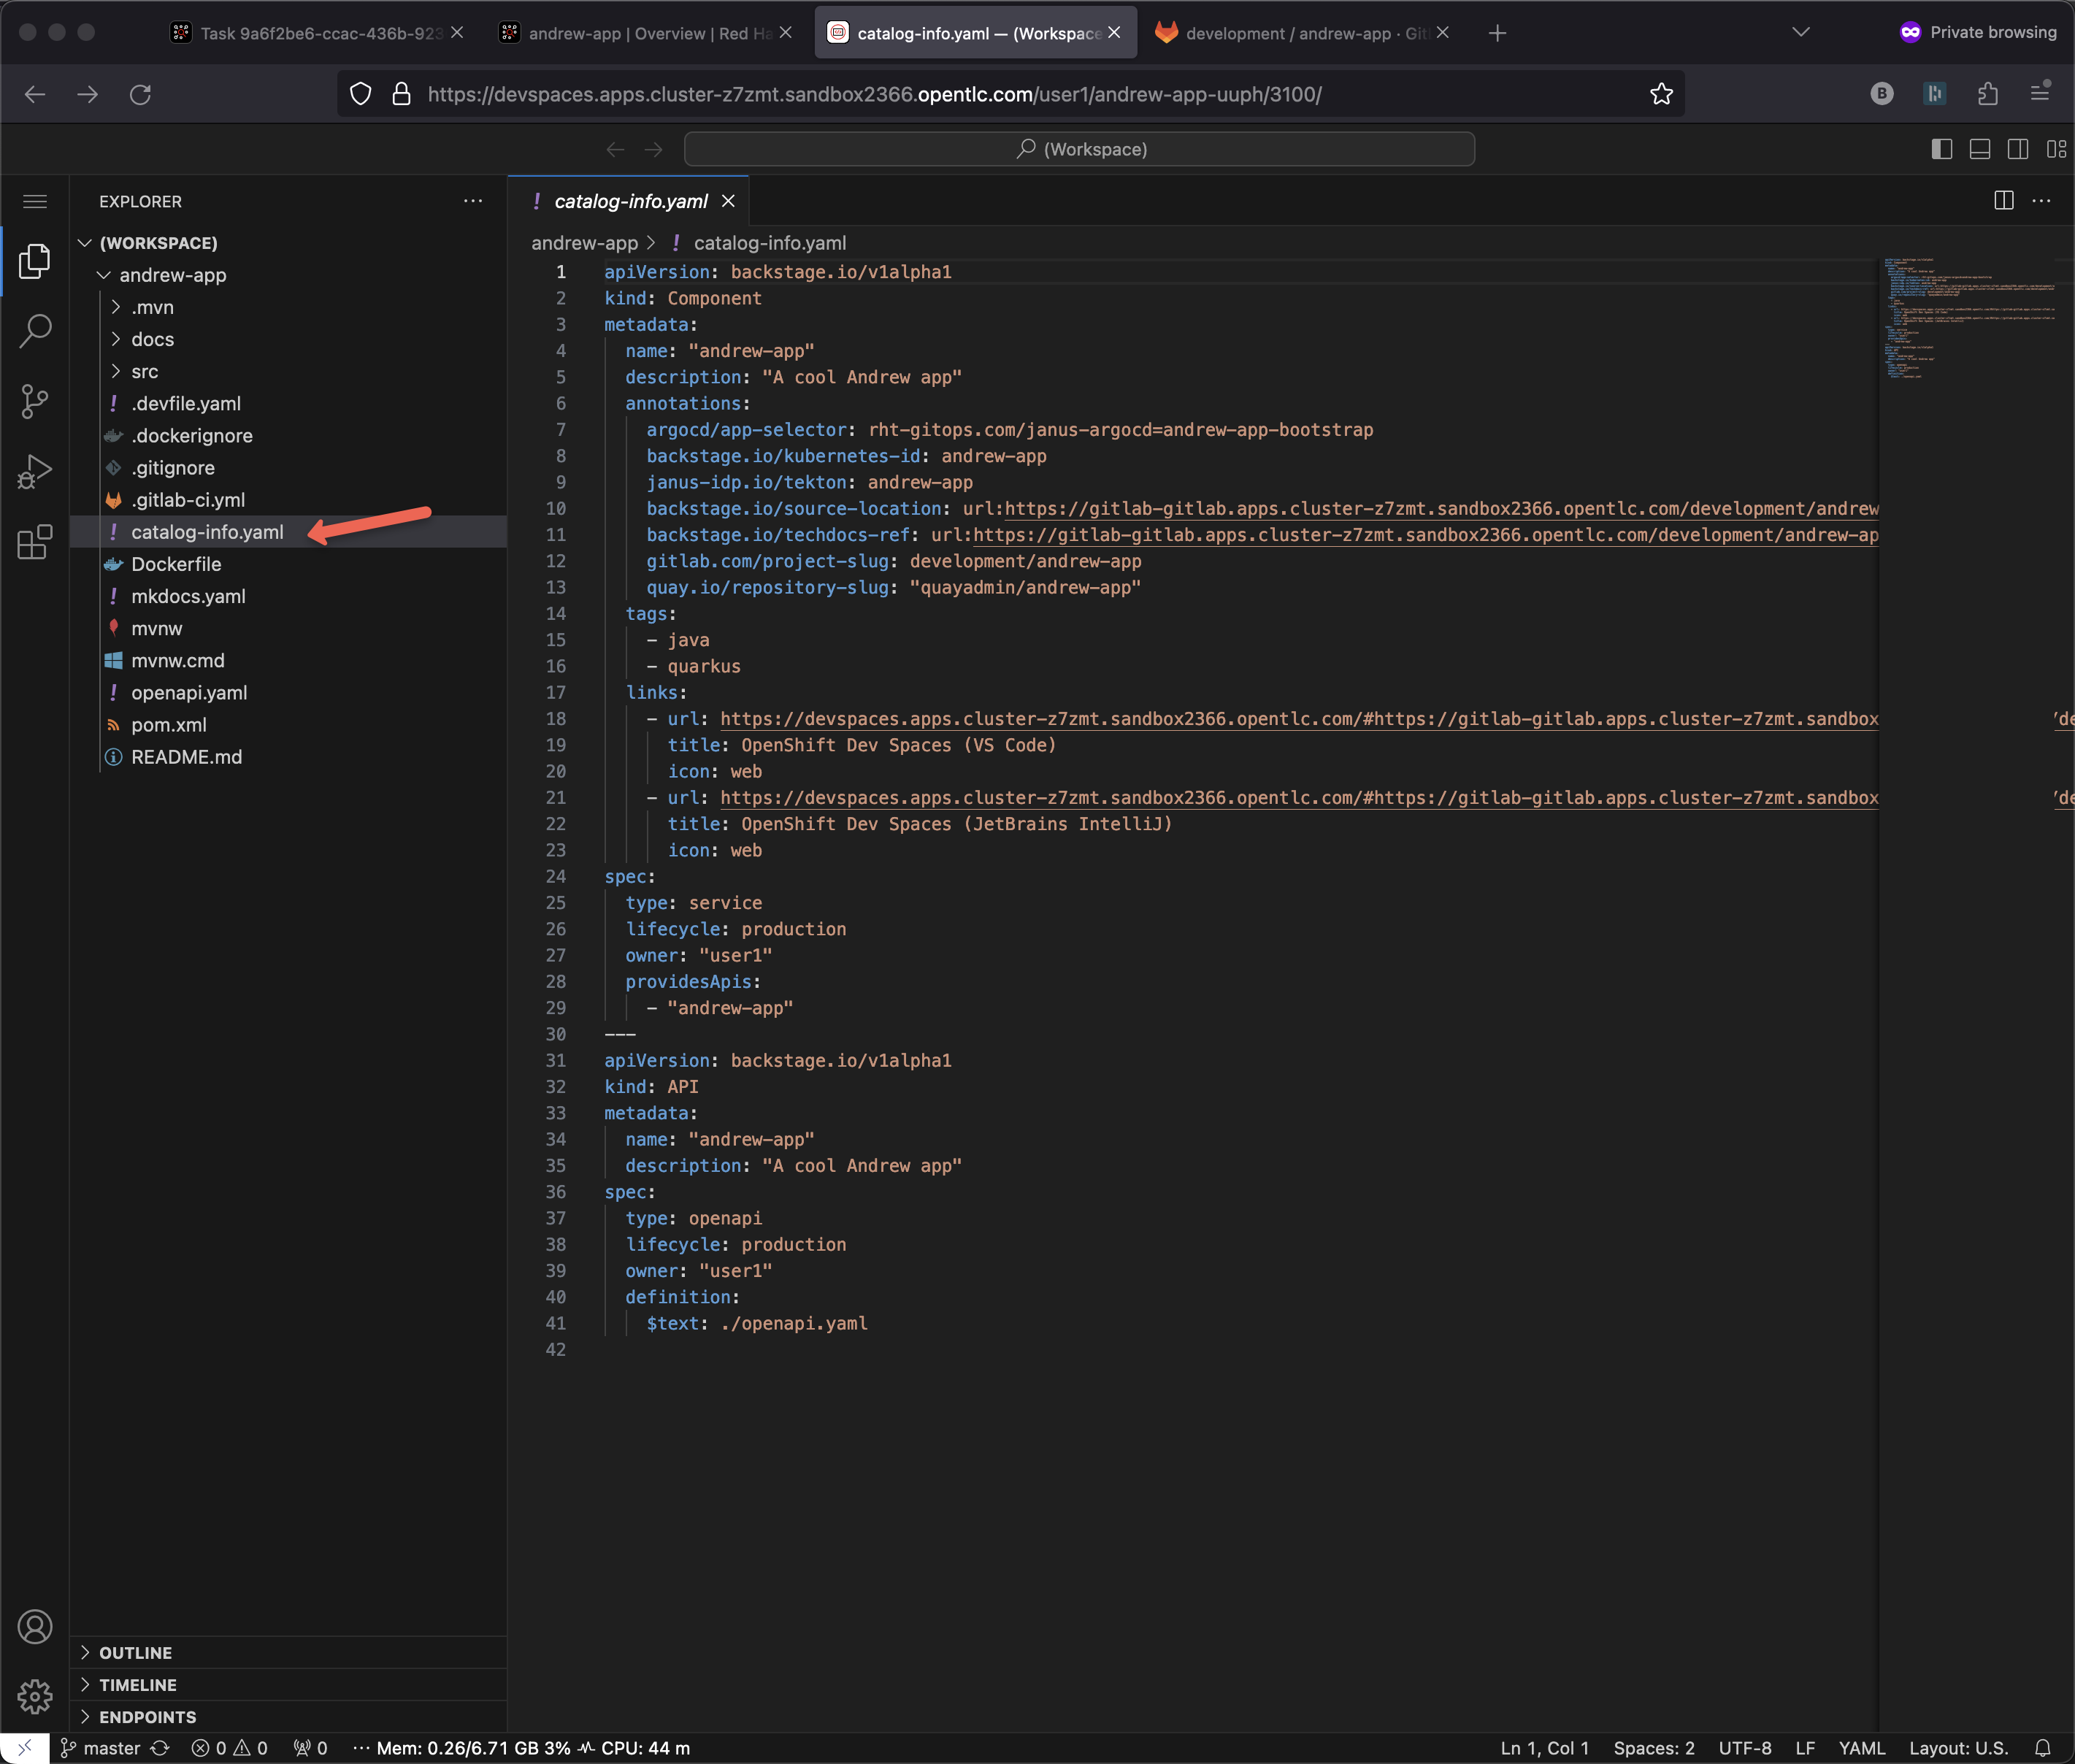 Task 9a6f2be6-ccac-436b-923
andrew-app | Overview | Red Ha
catalog-info.yaml — (Workspace
development / andrew-app · Git
Private browsing
https://devspaces.apps.cluster-z7zmt.sandbox2366.opentlc.com/user1/andrew-app-uuph/3100/
B
(Workspace)
EXPLORER
(WORKSPACE)
andrew-app
.mvn
docs
src
.devfile.yaml
.dockerignore
.gitignore
.gitlab-ci.yml
catalog-info.yaml
Dockerfile
mkdocs.yaml
mvnw
mvnw.cmd
openapi.yaml
pom.xml
README.md
OUTLINE
TIMELINE
ENDPOINTS
! catalog-info.yaml
andrew-app > ! catalog-info.yaml
1 apiVersion: backstage.io/v1alpha1
2 kind: Component
3 metadata:
4 name: "andrew-app"
5 description: "A cool Andrew app"
6 annotations:
7 argocd/app-selector: rht-gitops.com/janus-argocd=andrew-app-bootstrap
8 backstage.io/kubernetes-id: andrew-app
9 janus-idp.io/tekton: andrew-app
10 backstage.io/source-location: url:https://gitlab-gitlab.apps.cluster-z7zmt.sandbox2366.opentlc.com/development/andrew
11 backstage.io/techdocs-ref: url:https://gitlab-gitlab.apps.cluster-z7zmt.sandbox2366.opentlc.com/development/andrew-ap
12 gitlab.com/project-slug: development/andrew-app
13 quay.io/repository-slug: "quayadmin/andrew-app"
14 tags:
15 - java
16 - quarkus
17 links:
18 - url: https://devspaces.apps.cluster-z7zmt.sandbox2366.opentlc.com/#https://gitlab-gitlab.apps.cluster-z7zmt.sandbox /de
19 title: OpenShift Dev Spaces (VS Code)
20 icon: web
21 - url: https://devspaces.apps.cluster-z7zmt.sandbox2366.opentlc.com/#https://gitlab-gitlab.apps.cluster-z7zmt.sandbox /de
22 title: OpenShift Dev Spaces (JetBrains IntelliJ)
23 icon: web
24 spec:
25 type: service
26 lifecycle: production
27 owner: "user1"
28 providesApis:
29 - "andrew-app"
30 ---
31 apiVersion: backstage.io/v1alpha1
32 kind: API
33 metadata:
34 name: "andrew-app"
35 description: "A cool Andrew app"
36 spec:
37 type: openapi
38 lifecycle: production
39 owner: "user1"
40 definition:
41 $text: ./openapi.yaml
42
master 0 0 0 ··· Mem: 0.26/6.71 GB 3% CPU: 44 m
Ln 1, Col 1 Spaces: 2 UTF-8 LF YAML Layout: U.S.